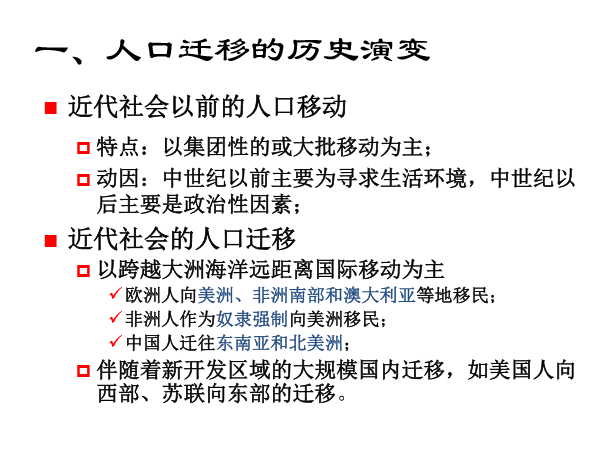 一、人口迁移的历史演变
近代社会以前的人口移动
特点：以集团性的或大批移动为主；
动因：中世纪以前主要为寻求生活环境，中世纪以
后主要是政治性因素；
近代社会的人口迁移
以跨越大洲海洋远距离国际移动为主
欧洲人向美洲、非洲南部和澳大利亚等地移民；
非洲人作为奴隶强制向美洲移民；
中国人迁往东南亚和北美洲；
伴随着新开发区域的大规模国内迁移，如美国人向
西部、苏联向东部的迁移。